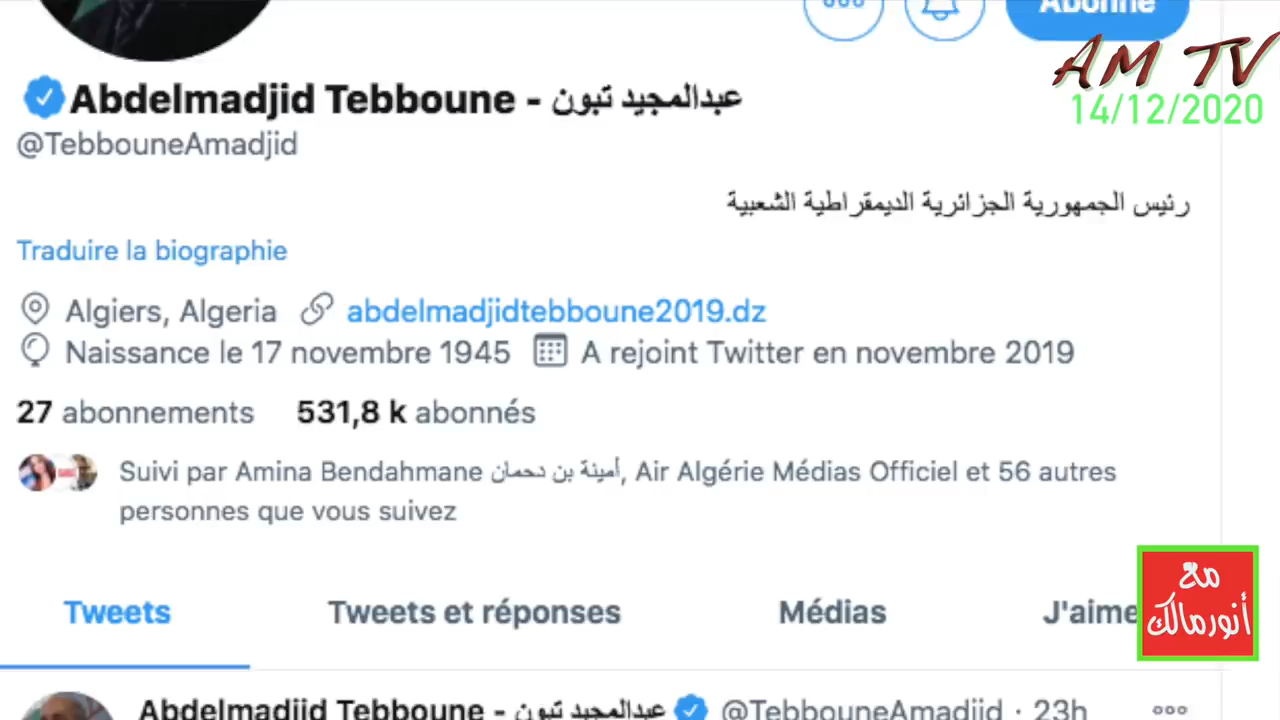 Abonné
AM TV
14/12/2020
Abdelmadjid Tebboune - عبدالمجيد تبون
@TebbouneAmadjid
رئيس الجمهورية الجزائرية الديمقراطية الشعبية
Traduire la biographie
Algiers, Algeria abdelmadjidtebboune2019.dz
Naissance le 17 novembre 1945 A rejoint Twitter en novembre 2019
27 abonnements 531,8 k abonnés
Suivi par Amina Bendahmane أمينة بن دحمان, Air Algérie Médias Officiel et 56 autres
personnes que vous suivez
Tweets Tweets et réponses Médias J'aime
مع
أنورمالك
Abdelmadjid Tebboune - عبدالمجيد تبون @TebbouneAmadjid · 23h